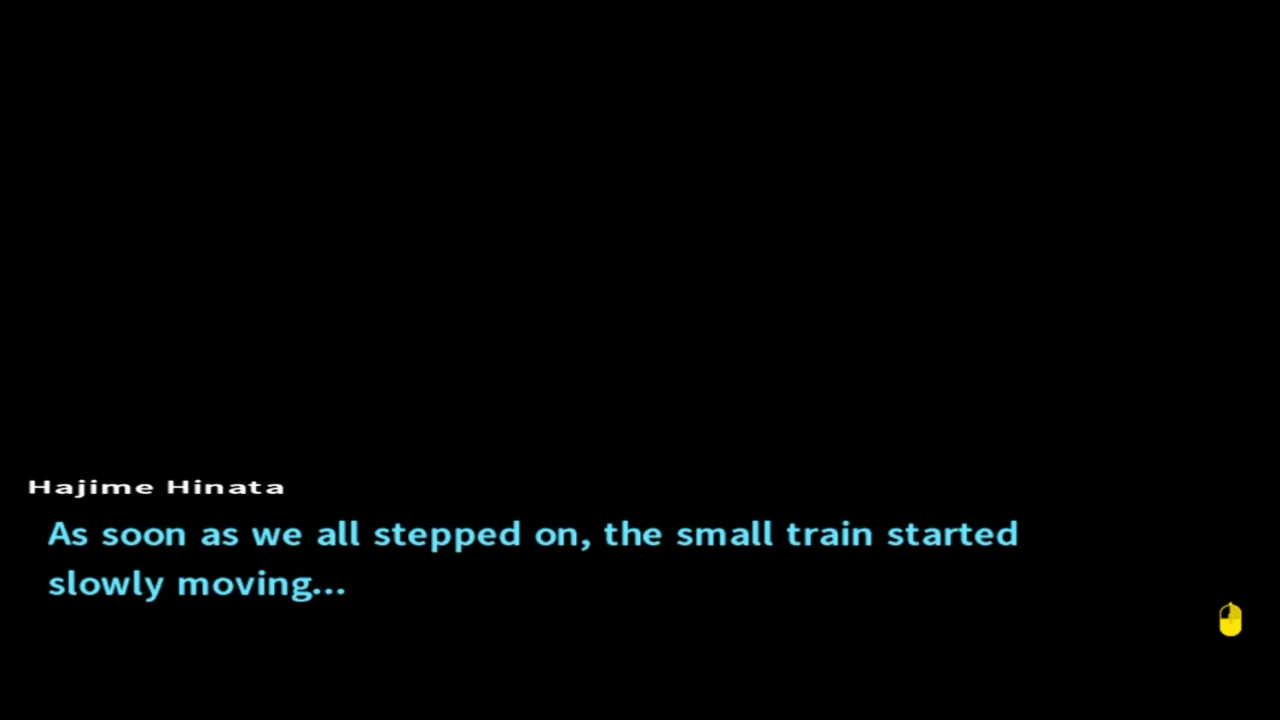 Hajime Hinata
As soon as we all stepped on, the small train started
slowly moving...